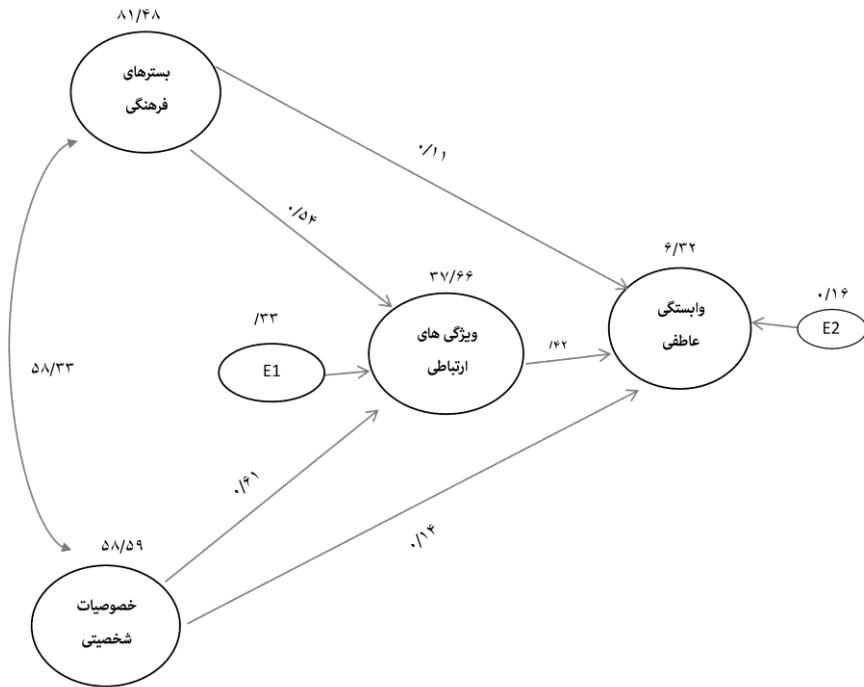 ۸۱/۴۸
بسترهای
فرهنگی
۰/۱۱
۰/۵۴
۶/۳۲
۳۷/۶۶
وابستگی
عاطفی
۰/۱۶
E2
/۳۳
ویژگی های
ارتباطی
/۴۲
E1
۵۸/۳۳
۰/۶۱
۰/۱۴
۵۸/۵۹
خصوصیات
شخصیتی